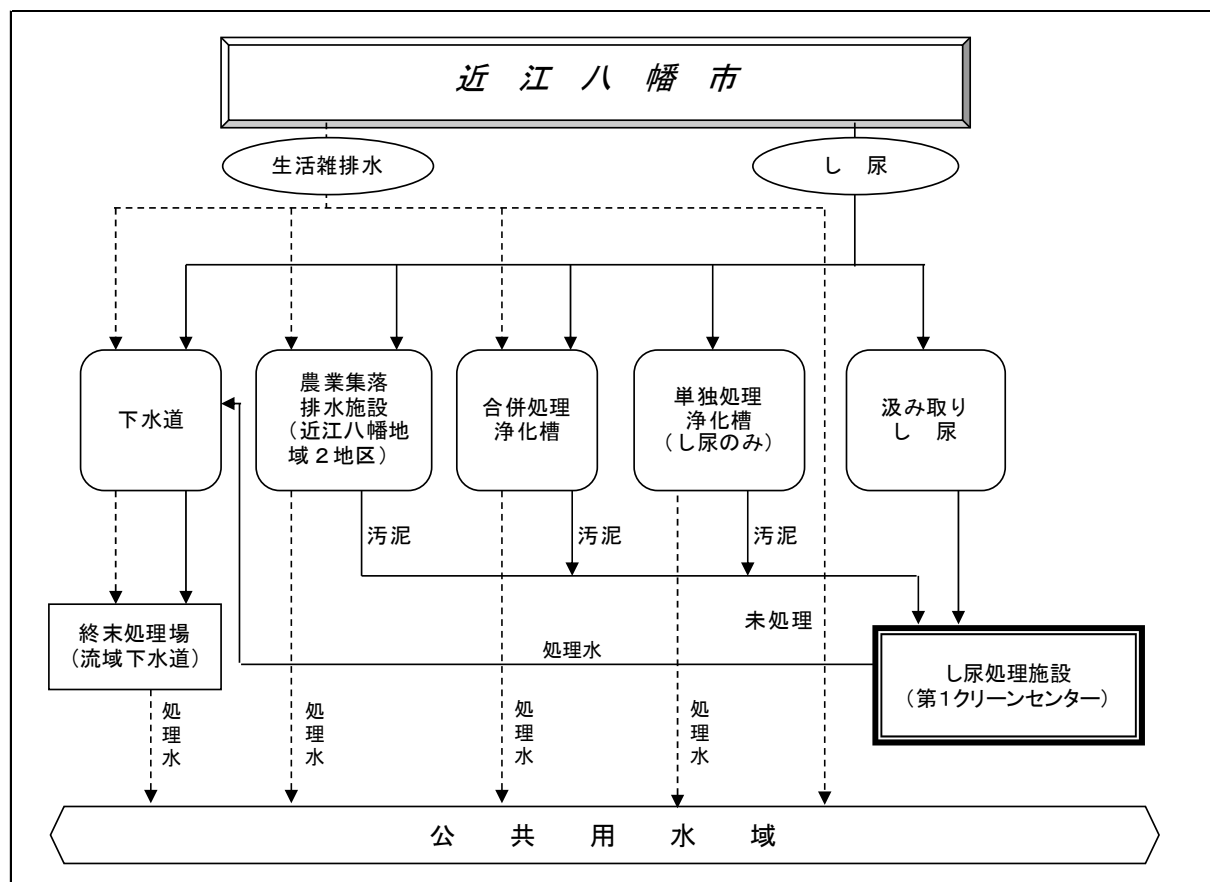 近江八幡市
生活雑排水
し尿
下水道
農業集落
排水施設
（近江八幡地
域２地区）
合併処理
浄化槽
単独処理
浄化槽
（し尿のみ）
汲み取り
し尿
汚泥
汚泥
汚泥
未処理
処理水
終末処理場
（流域下水道）
し尿処理施設
（第１クリーンセンター）
処理水
処理水
処理水
処理水
公共用水域